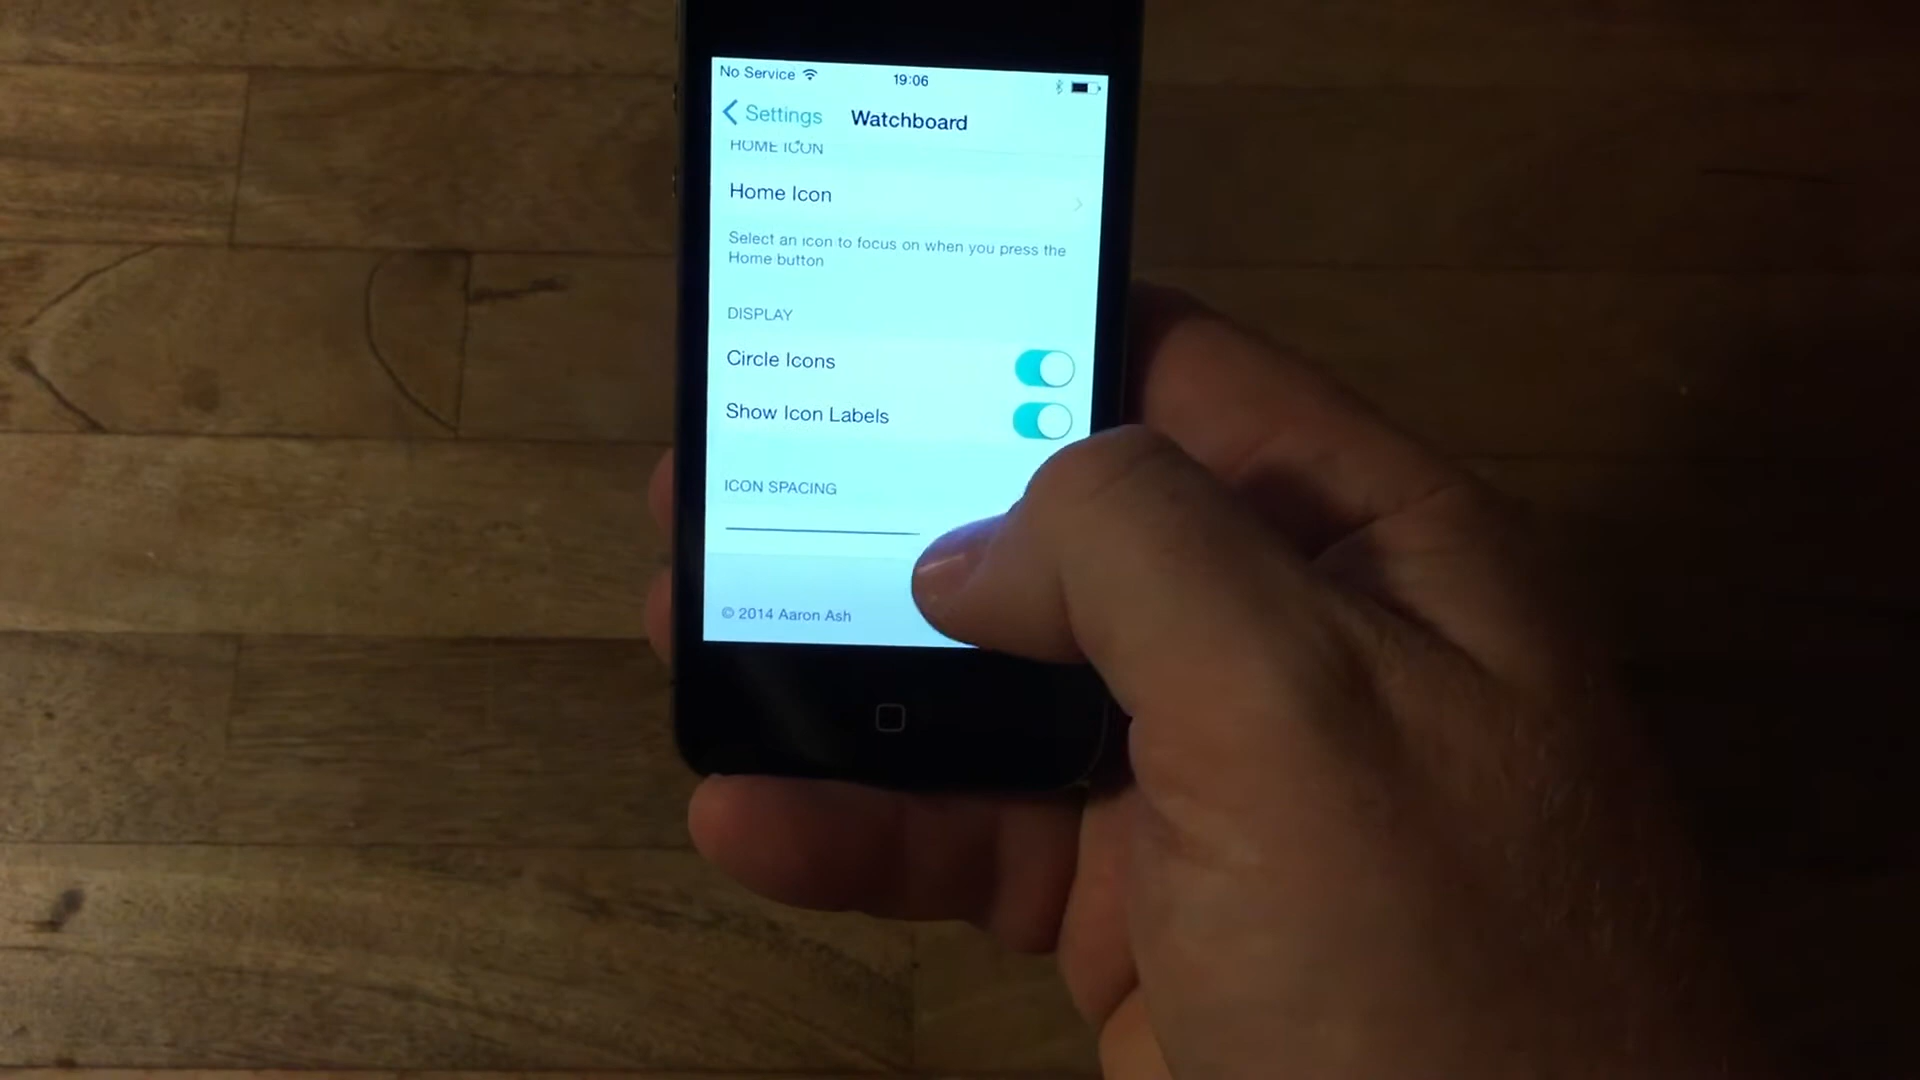 No Service
19:06
Settings
Watchboard
HOME ICON
Home Icon
Select an icon to focus on when you press the
Home button
DISPLAY
Circle Icons
Show Icon Labels
ICON SPACING
© 2014 Aaron Ash